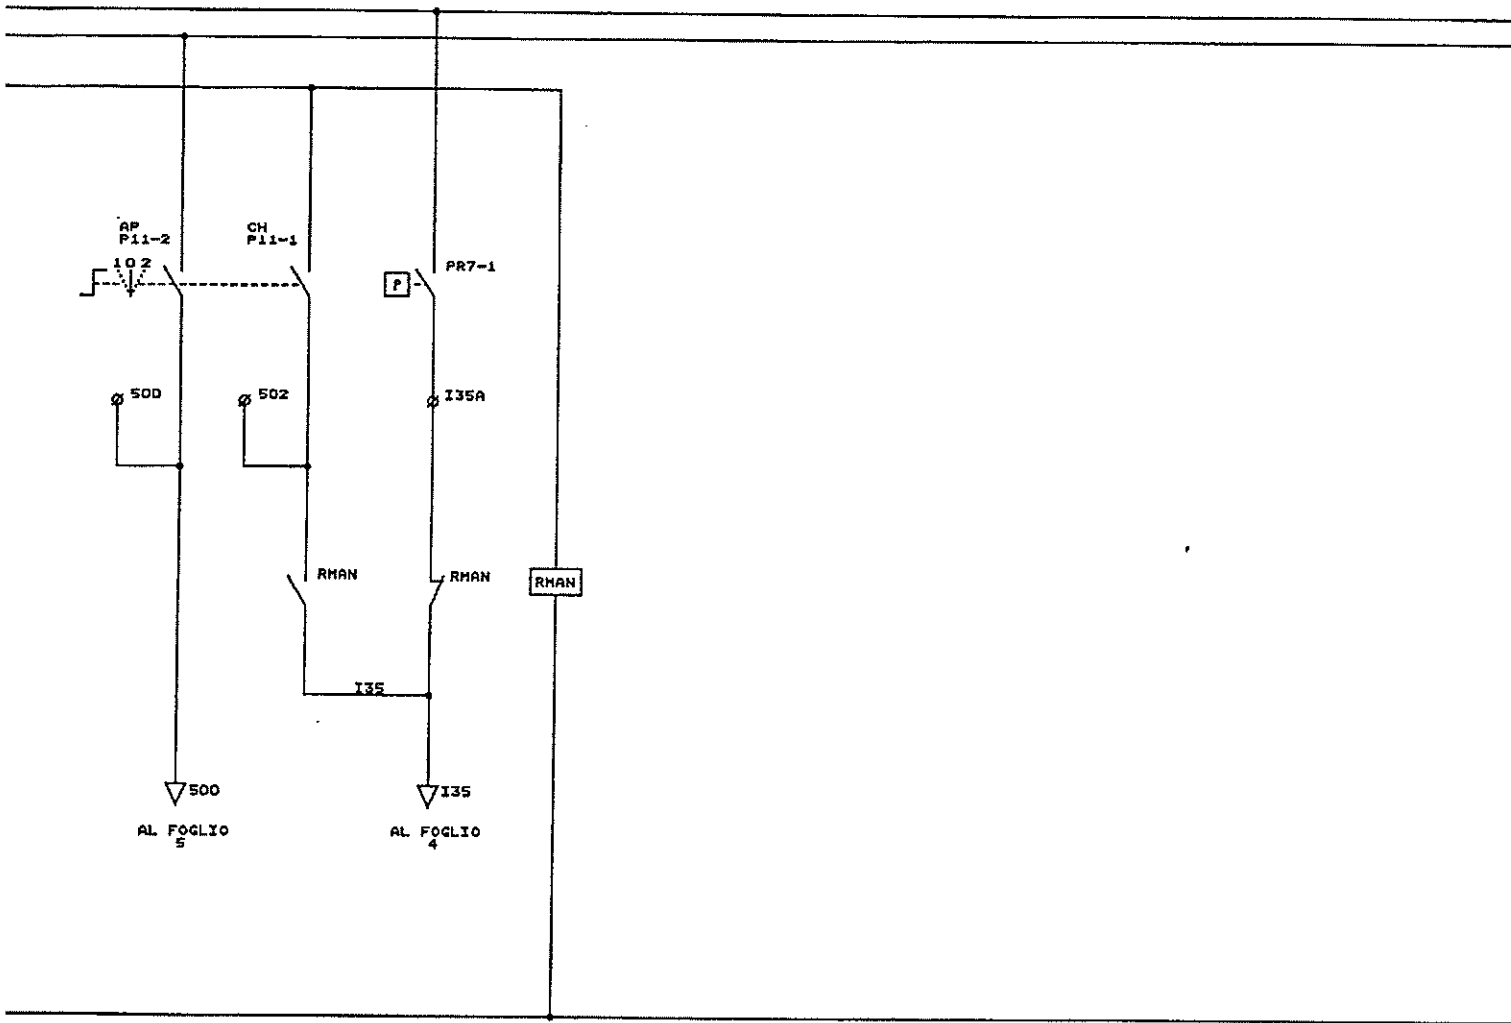 AP
P11-2
CH
P11-1
1 0 2
P
PR7-1
500
502
I35A
RMAN
RMAN
RMAN
I35
500
I35
AL FOGLIO
5
AL FOGLIO
4